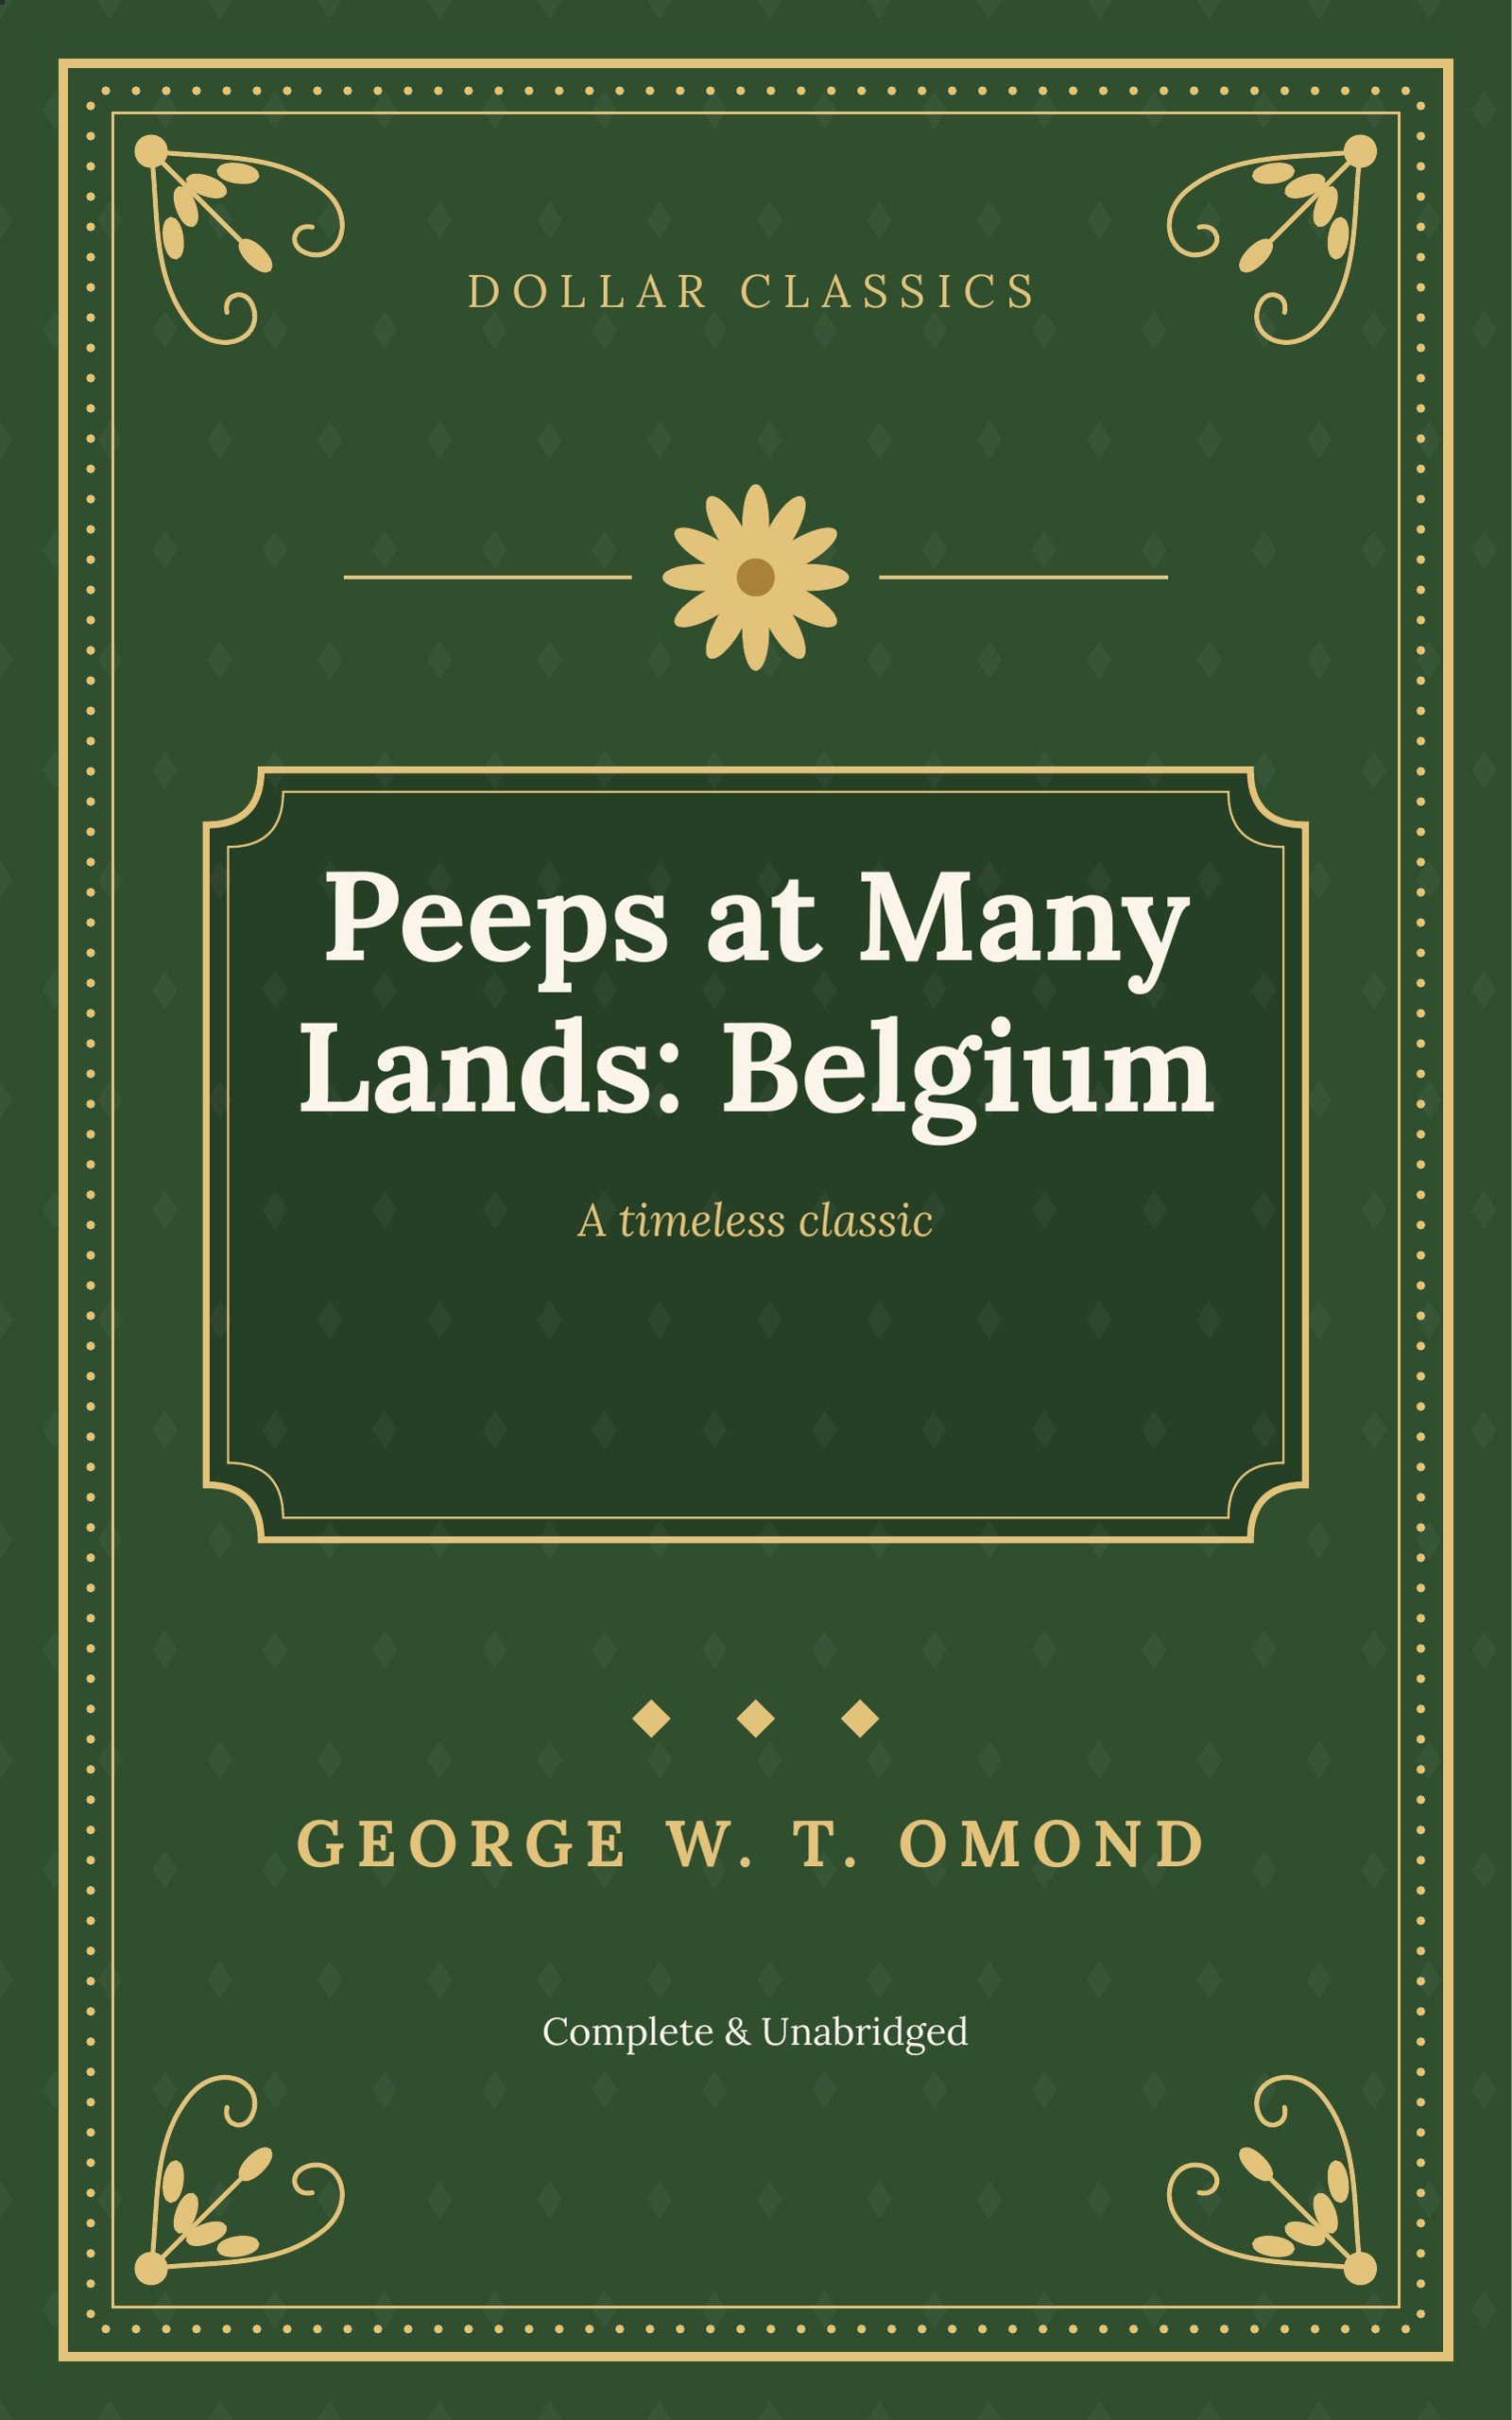 DOLLAR CLASSICS
Peeps at Many
Lands: Belgium
A timeless classic
GEORGE W. T. OMOND
Complete & Unabridged